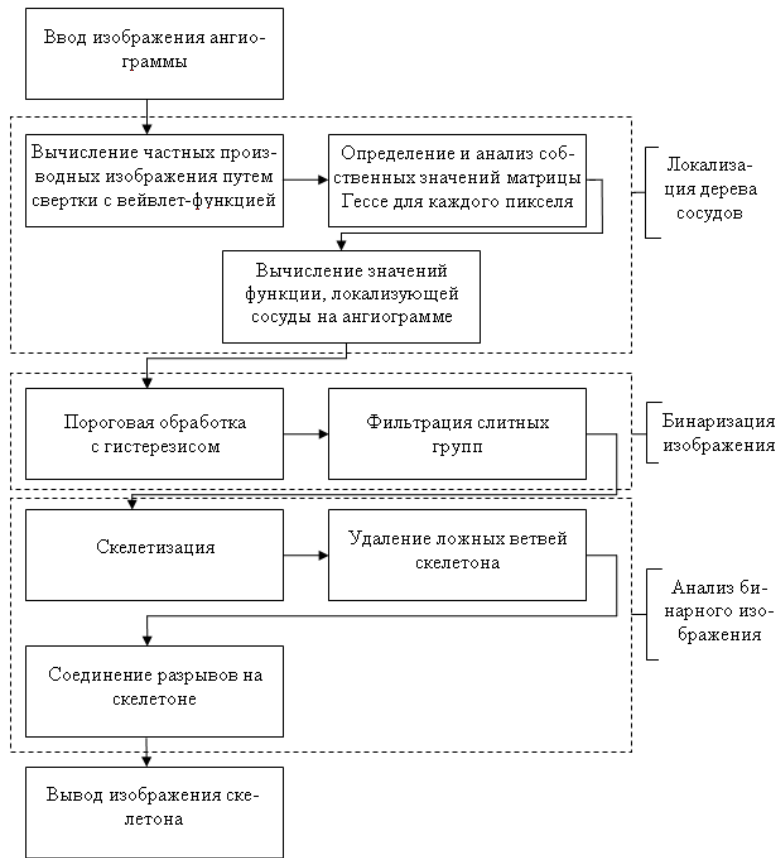 Ввод изображения ангио-
граммы
Вычисление частных произ-
водных изображения путем
свертки с вейвлет-функцией
Определение и анализ соб-
ственных значений матрицы
Гессе для каждого пикселя
Локализа-
ция дерева
сосудов
Вычисление значений
функции, локализующей
сосуды на ангиограмме
Пороговая обработка
с гистерезисом
Фильтрация слитных
групп
Бинаризация
изображения
Скелетизация
Удаление ложных ветвей
скелетона
Анализ би-
нарного изо-
бражения
Соединение разрывов на
скелетоне
Вывод изображения ске-
летона